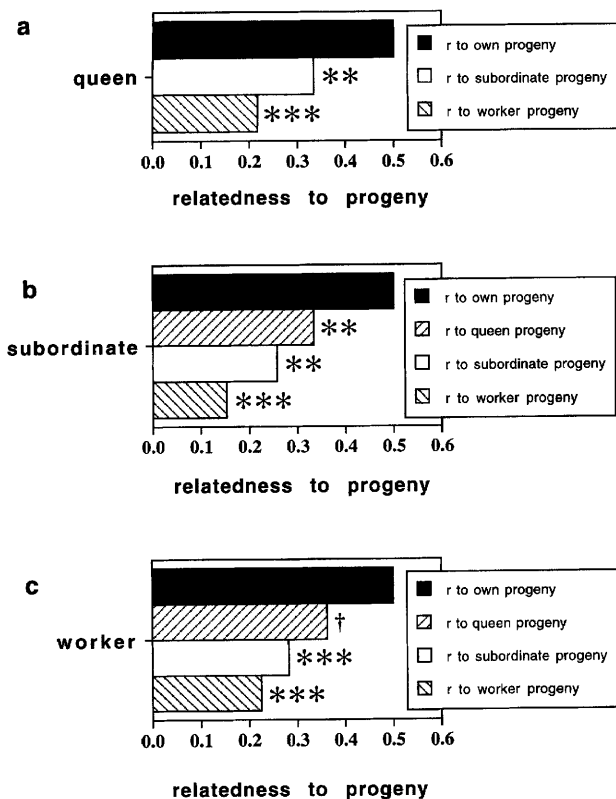 a
queen
**
***
r to own progeny
r to subordinate progeny
r to worker progeny
0.0 0.1 0.2 0.3 0.4 0.5 0.6
relatedness to progeny
b
subordinate
**
**
***
r to own progeny
r to queen progeny
r to subordinate progeny
r to worker progeny
0.0 0.1 0.2 0.3 0.4 0.5 0.6
relatedness to progeny
c
worker
†
***
***
r to own progeny
r to queen progeny
r to subordinate progeny
r to worker progeny
0.0 0.1 0.2 0.3 0.4 0.5 0.6
relatedness to progeny